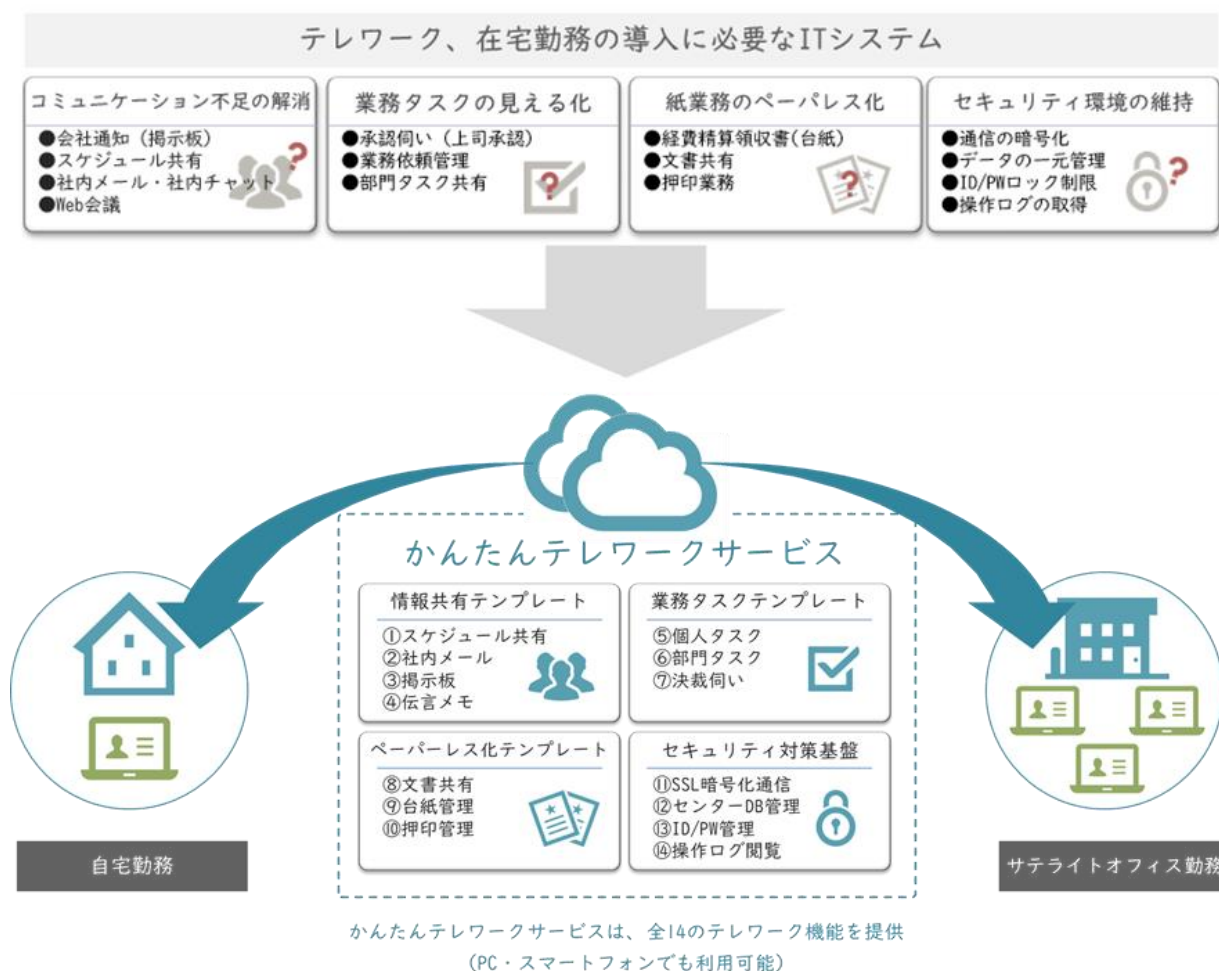 テレワーク、在宅勤務の導入に必要なITシステム
コミュニケーション不足の解消
●会社通知（掲示板）
●スケジュール共有
●社内メール・社内チャット
●Web会議
業務タスクの見える化
●承認伺い（上司承認）
●業務依頼管理
●部門タスク共有
紙業務のペーパレス化
●経費精算領収書(台紙)
●文書共有
●押印業務
セキュリティ環境の維持
●通信の暗号化
●データの一元管理
●ID/PWロック制限
●操作ログの取得
かんたんテレワークサービス
情報共有テンプレート
①スケジュール共有
②社内メール
③掲示板
④伝言メモ
業務タスクテンプレート
⑤個人タスク
⑥部門タスク
⑦決裁伺い
ペーパーレス化テンプレート
⑧文書共有
⑨台紙管理
⑩押印管理
セキュリティ対策基盤
⑪SSL暗号化通信
⑫センターDB管理
⑬ID/PW管理
⑭操作ログ閲覧
自宅勤務
サテライトオフィス勤務
かんたんテレワークサービスは、全14のテレワーク機能を提供
（PC・スマートフォンでも利用可能）